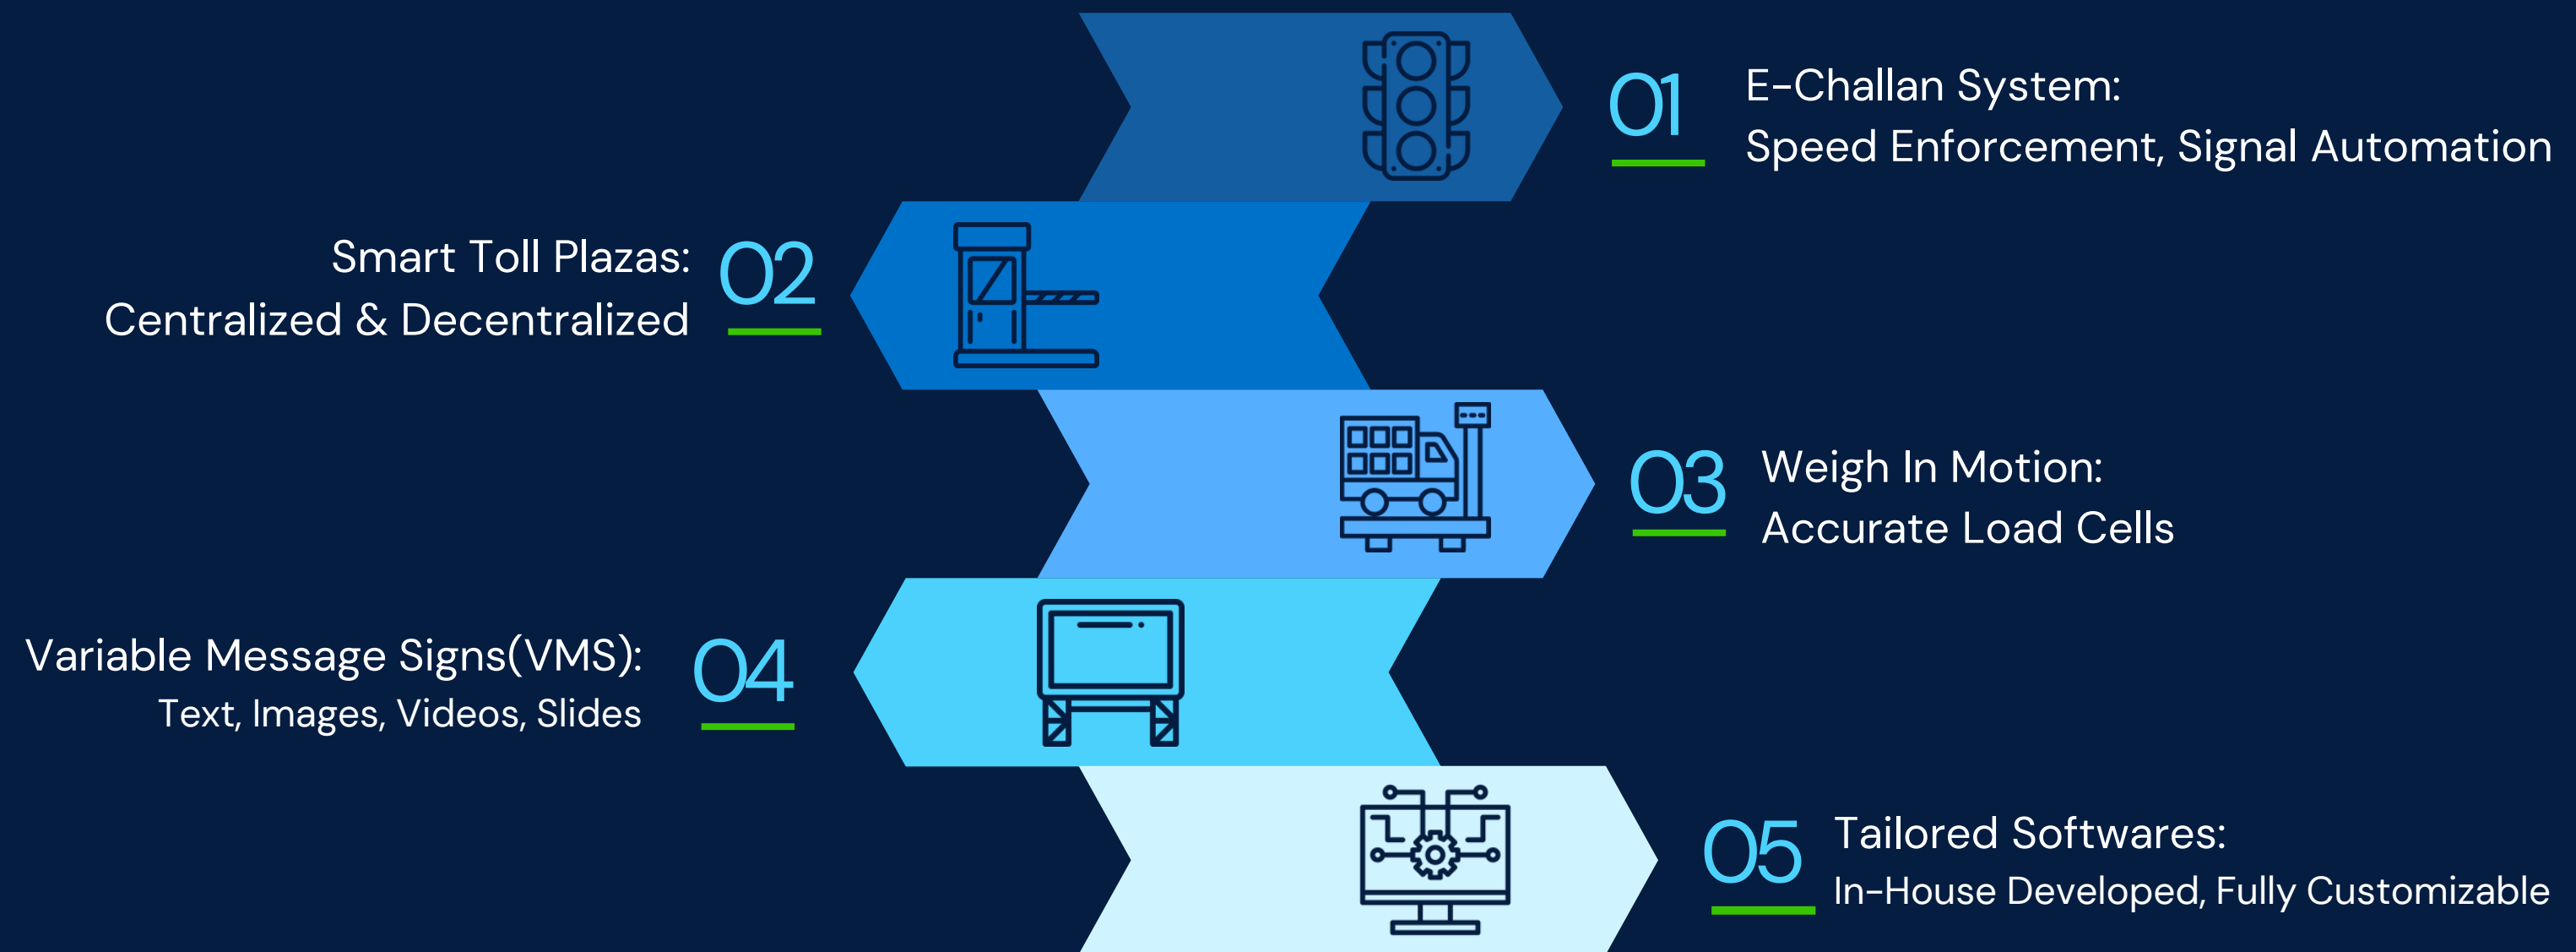 01
E-Challan System:
Speed Enforcement, Signal Automation
02
Smart Toll Plazas:
Centralized & Decentralized
03
Weigh In Motion:
Accurate Load Cells
04
Variable Message Signs(VMS):
Text, Images, Videos, Slides
05
Tailored Softwares:
In-House Developed, Fully Customizable